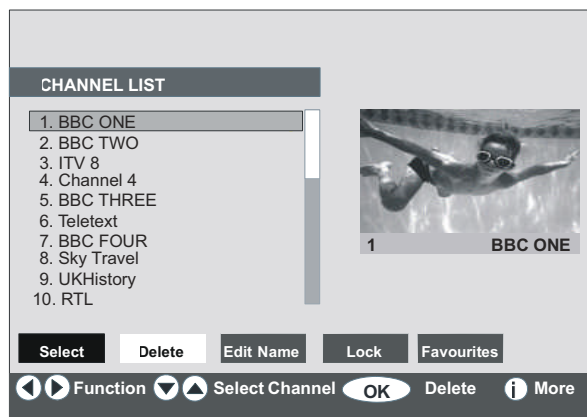 CHANNEL LIST
1. BBC ONE
2. BBC TWO
3. ITV 8
4. Channel 4
5. BBC THREE
6. Teletext
7. BBC FOUR
8. Sky Travel
9. UKHistory
10. RTL
1 BBC ONE
Select Delete Edit Name Lock Favourites
Function Select Channel OK Delete i More